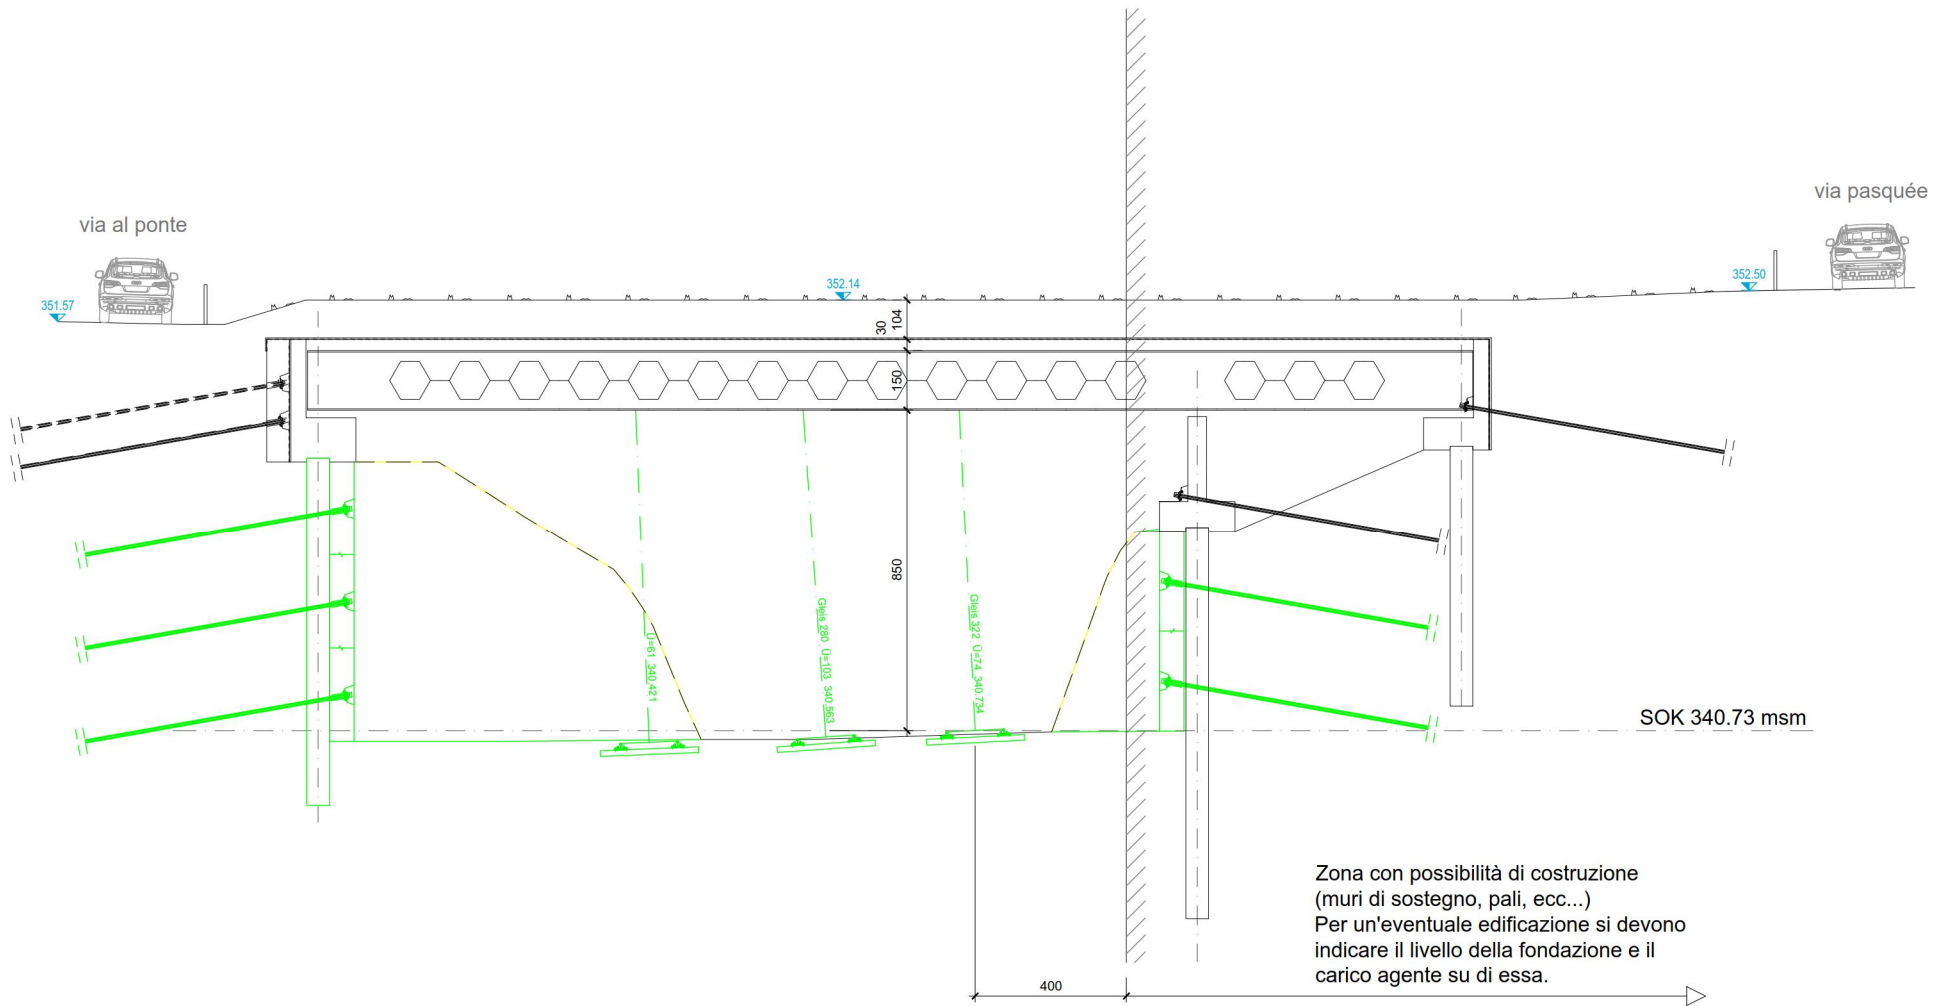 via pasquée
via al ponte
352.50
352.14
351.57
30
104
150
850
Ü=61 340.421
Gleis 280 Ü=103 340.563
Gleis 322 Ü=74 340.734
SOK 340.73 msm
Zona con possibilità di costruzione
(muri di sostegno, pali, ecc...)
Per un'eventuale edificazione si devono
indicare il livello della fondazione e il
carico agente su di essa.
400